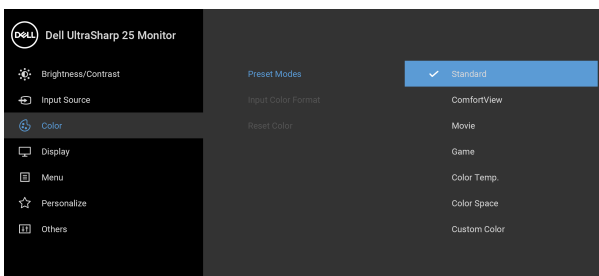 DELL Dell UltraSharp 25 Monitor
Brightness/Contrast Preset Modes Standard
Input Source Input Color Format ComfortView
Color Reset Color Movie
Display Game
Menu Color Temp.
Personalize Color Space
Others Custom Color